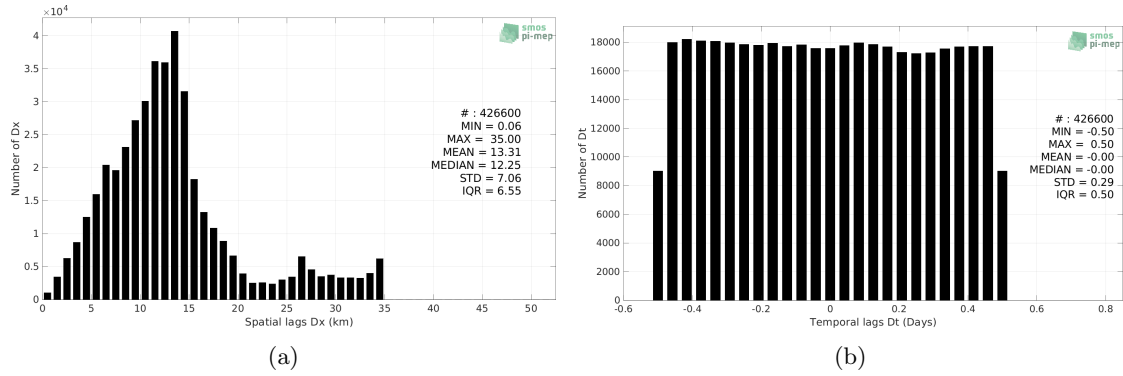 ×10⁴
4
3.5
3
2.5
2
1.5
1
0.5
0
0 5 10 15 20 25 30 35 40 45 50
Number of Dx
Spatial lags Dx (km)
smos
pi-mep
# : 426600
MIN = 0.06
MAX = 35.00
MEAN = 13.31
MEDIAN = 12.25
STD = 7.06
IQR = 6.55
(a)
18000
16000
14000
12000
10000
8000
6000
4000
2000
0
-0.6 -0.4 -0.2 0 0.2 0.4 0.6 0.8
Number of Dt
Temporal lags Dt (Days)
smos
pi-mep
# : 426600
MIN = -0.50
MAX = 0.50
MEAN = -0.00
MEDIAN = -0.00
STD = 0.29
IQR = 0.50
(b)